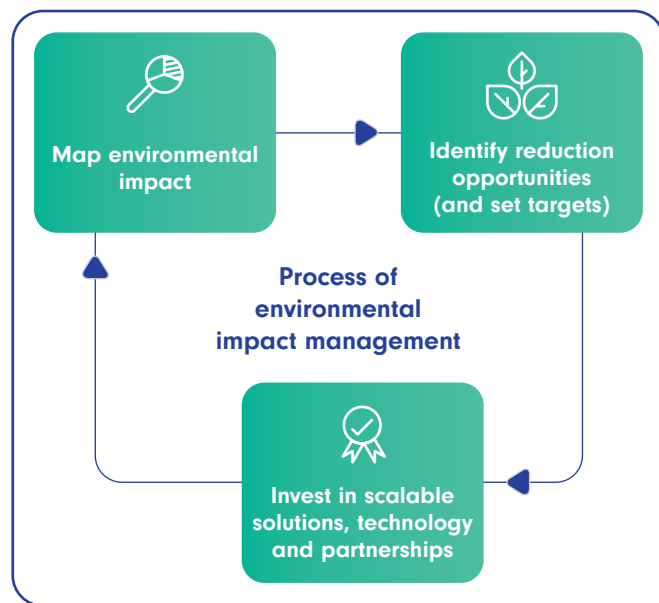 Map environmental
impact
Identify reduction
opportunities
(and set targets)
Process of
environmental
impact management
Invest in scalable
solutions, technology
and partnerships